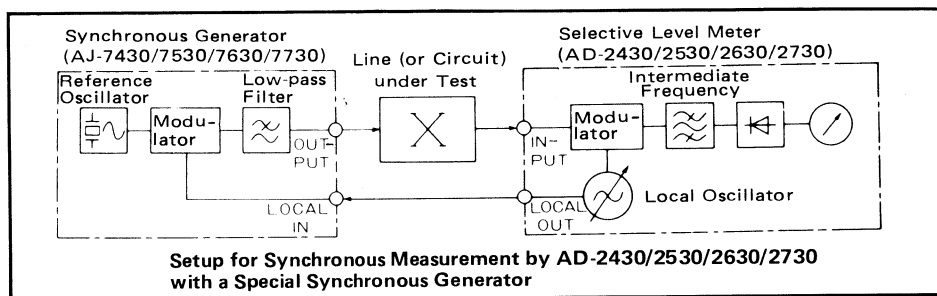 Synchronous Generator
(AJ-7430/7530/7630/7730)
Line (or Circuit)
under Test
Selective Level Meter
(AD-2430/2530/2630/2730)
Reference
Oscillator
Low-pass
Filter
Modu-
lator
OUT-
PUT
LOCAL
IN
X
IN-
PUT
Modu-
lator
Intermediate
Frequency
LOCAL
OUT
Local Oscillator
Setup for Synchronous Measurement by AD-2430/2530/2630/2730
with a Special Synchronous Generator